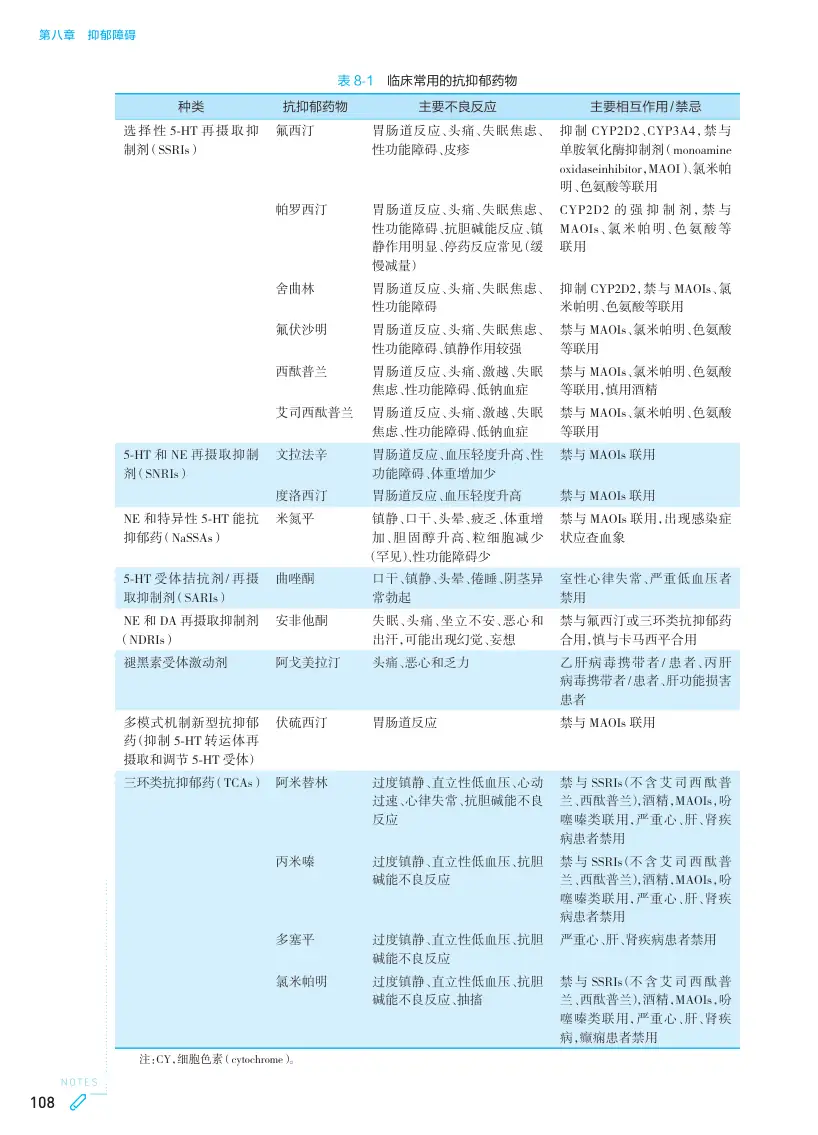 第八章 抑郁障碍
表 8-1 临床常用的抗抑郁药物
种类 抗抑郁药物 主要不良反应 主要相互作用/禁忌
选择性 5-HT 再摄取抑 氟西汀 胃肠道反应、头痛、失眠焦虑、 抑制 CYP2D2、CYP3A4，禁与
制剂（SSRIs） 性功能障碍、皮疹 单胺氧化酶抑制剂（monoamine
oxidaseinhibitor，MAOI）、氯米帕
明、色氨酸等联用
帕罗西汀 胃肠道反应、头痛、失眠焦虑、 CYP2D2 的强抑制剂，禁与
性功能障碍、抗胆碱能反应、镇 MAOIs、氯米帕明、色氨酸等
静作用明显、停药反应常见（缓 联用
慢减量）
舍曲林 胃肠道反应、头痛、失眠焦虑、 抑制 CYP2D2，禁与 MAOIs、氯
性功能障碍 米帕明、色氨酸等联用
氟伏沙明 胃肠道反应、头痛、失眠焦虑、 禁与 MAOIs、氯米帕明、色氨酸
性功能障碍、镇静作用较强 等联用
西酞普兰 胃肠道反应、头痛、激越、失眠 禁与 MAOIs、氯米帕明、色氨酸
焦虑、性功能障碍、低钠血症 等联用，慎用酒精
艾司西酞普兰 胃肠道反应、头痛、激越、失眠 禁与 MAOIs、氯米帕明、色氨酸
焦虑、性功能障碍、低钠血症 等联用
5-HT 和 NE 再摄取抑制 文拉法辛 胃肠道反应、血压轻度升高、性 禁与 MAOIs 联用
剂（SNRIs） 功能障碍、体重增加少
度洛西汀 胃肠道反应、血压轻度升高 禁与 MAOIs 联用
NE 和特异性 5-HT 能抗 米氮平 镇静、口干、头晕、疲乏、体重增 禁与 MAOIs 联用，出现感染症
抑郁药（NaSSAs） 加、胆固醇升高、粒细胞减少 状应查血象
（罕见）、性功能障碍少
5-HT 受体拮抗剂/再摄 曲唑酮 口干、镇静、头晕、倦睡、阴茎异 室性心律失常、严重低血压者
取抑制剂（SARIs） 常勃起 禁用
NE 和 DA 再摄取抑制剂 安非他酮 失眠、头痛、坐立不安、恶心和 禁与氟西汀或三环类抗抑郁药
（NDRIs） 出汗，可能出现幻觉、妄想 合用，慎与卡马西平合用
褪黑素受体激动剂 阿戈美拉汀 头痛、恶心和乏力 乙肝病毒携带者/患者、丙肝
病毒携带者/患者、肝功能损害
患者
多模式机制新型抗抑郁 伏硫西汀 胃肠道反应 禁与 MAOIs 联用
药（抑制 5-HT 转运体再
摄取和调节 5-HT 受体）
三环类抗抑郁药（TCAs） 阿米替林 过度镇静、直立性低血压、心动 禁与 SSRIs（不含艾司西酞普
过速、心律失常、抗胆碱能不良 兰、西酞普兰），酒精，MAOIs，吩
反应 噻嗪类联用，严重心、肝、肾疾
病患者禁用
丙米嗪 过度镇静、直立性低血压、抗胆 禁与 SSRIs（不含艾司西酞普
碱能不良反应 兰、西酞普兰），酒精，MAOIs，吩
噻嗪类联用，严重心、肝、肾疾
病患者禁用
多塞平 过度镇静、直立性低血压、抗胆 严重心、肝、肾疾病患者禁用
碱能不良反应
氯米帕明 过度镇静、直立性低血压、抗胆 禁与 SSRIs（不含艾司西酞普
碱能不良反应、抽搐 兰、西酞普兰），酒精，MAOIs，吩
噻嗪类联用，严重心、肝、肾疾
病，癫痫患者禁用
注：CY，细胞色素（cytochrome）。
NOTES
108